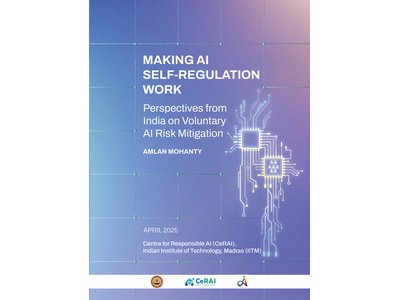 MAKING AI
SELF-REGULATION
WORK
Perspectives from
India on Voluntary
AI Risk Mitigation
AMLAN MOHANTY
APRIL 2025
Centre for Responsible AI (CeRAI),
Indian Institute of Technology, Madras (IITM)
CeRAI